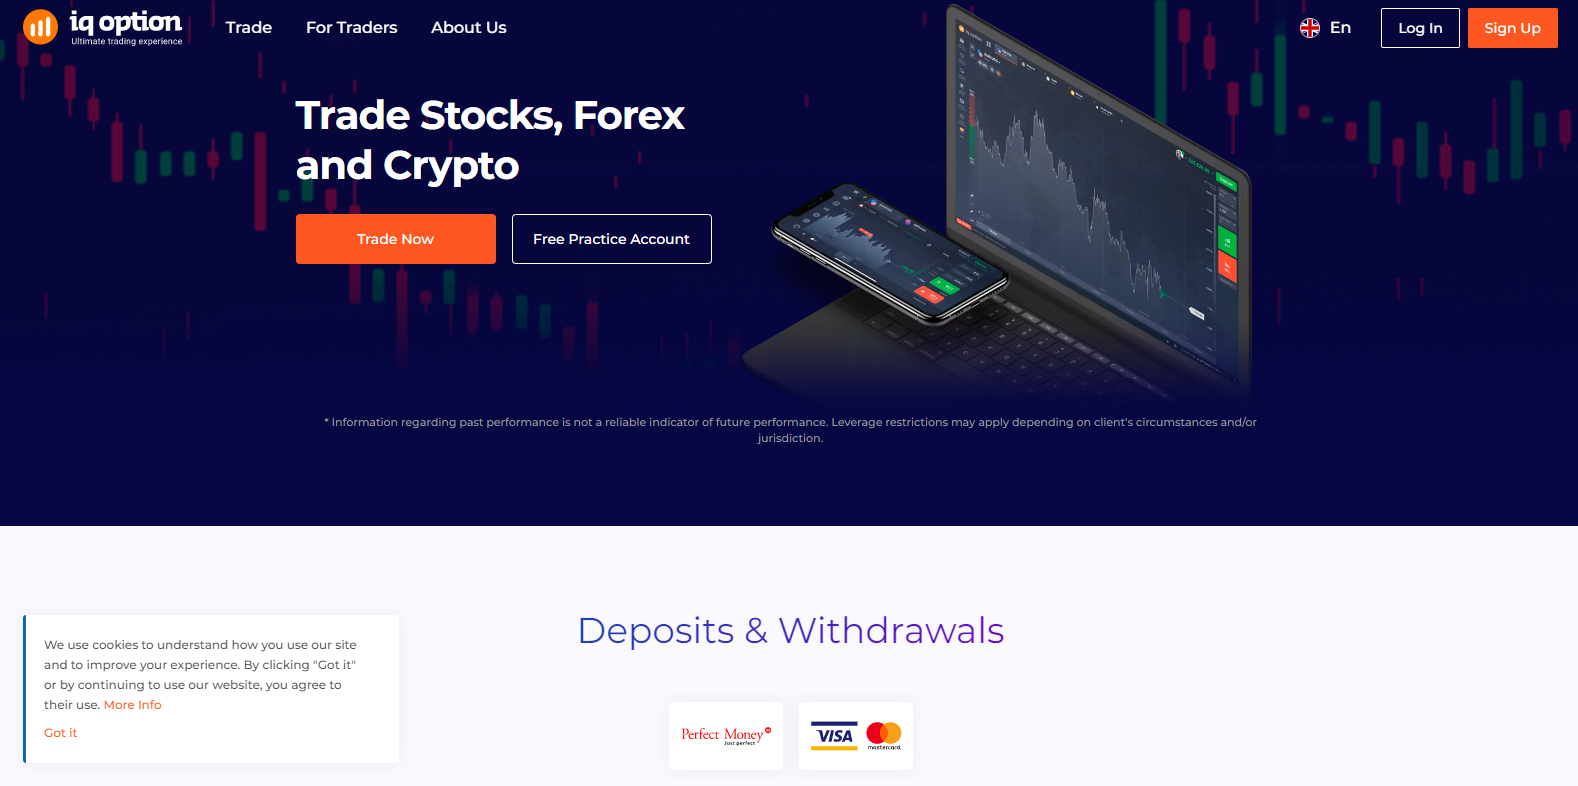 iq option
Ultimate trading experience
Trade
For Traders
About Us
En
Log In
Sign Up
Trade Stocks, Forex
and Crypto
Trade Now
Free Practice Account
* Information regarding past performance is not a reliable indicator of future performance. Leverage restrictions may apply depending on client's circumstances and/or
jurisdiction.
Deposits & Withdrawals
We use cookies to understand how you use our site
and to improve your experience. By clicking "Got it"
or by continuing to use our website, you agree to
their use. More Info
Got it
Perfect Money
Just perfect
VISA
mastercard.